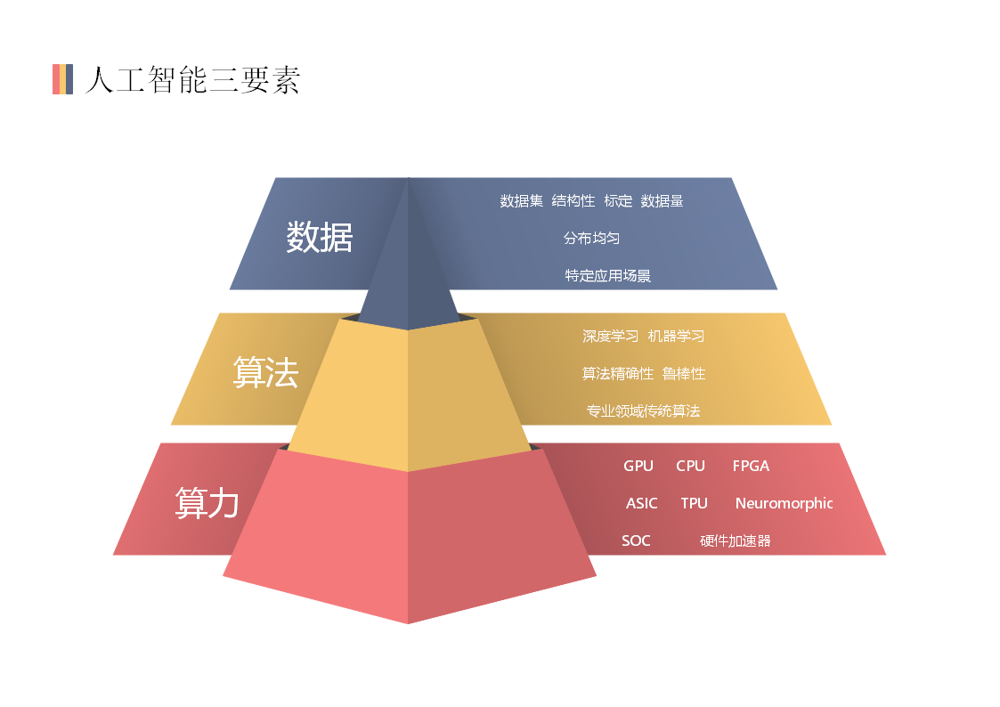 人工智能三要素
数据
数据集 结构性 标定 数据量
分布均匀
特定应用场景
算法
深度学习 机器学习
算法精确性 鲁棒性
专业领域传统算法
算力
GPU CPU FPGA
ASIC TPU Neuromorphic
SOC 硬件加速器